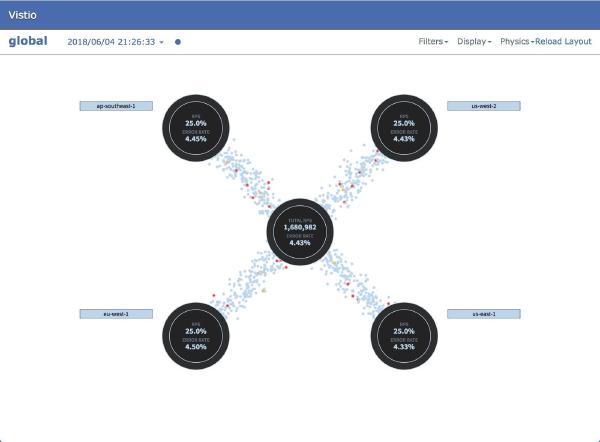 Vistio
global 2018/06/04 21:26:33 Filters Display Physics Reload Layout
ap-southeast-1
RPS
25.0%
ERROR RATE
4.45%
RPS
25.0%
ERROR RATE
4.43%
us-west-2
TOTAL RPS
1,680,982
ERROR RATE
4.43%
eu-west-1
RPS
25.0%
ERROR RATE
4.50%
RPS
25.0%
ERROR RATE
4.33%
us-east-1